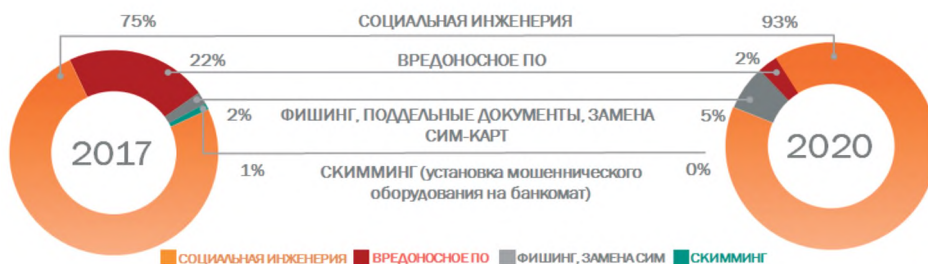 75% СОЦИАЛЬНАЯ ИНЖЕНЕРИЯ 93%
22% ВРЕДОНОСНОЕ ПО 2%
2% ФИШИНГ, ПОДДЕЛЬНЫЕ ДОКУМЕНТЫ, ЗАМЕНА 5%
СИМ-КАРТ
2017 2020
1% СКИММИНГ (установка мошеннического 0%
оборудования на банкомат)
СОЦИАЛЬНАЯ ИНЖЕНЕРИЯ ВРЕДОНОСНОЕ ПО ФИШИНГ, ЗАМЕНА СИМ СКИММИНГ